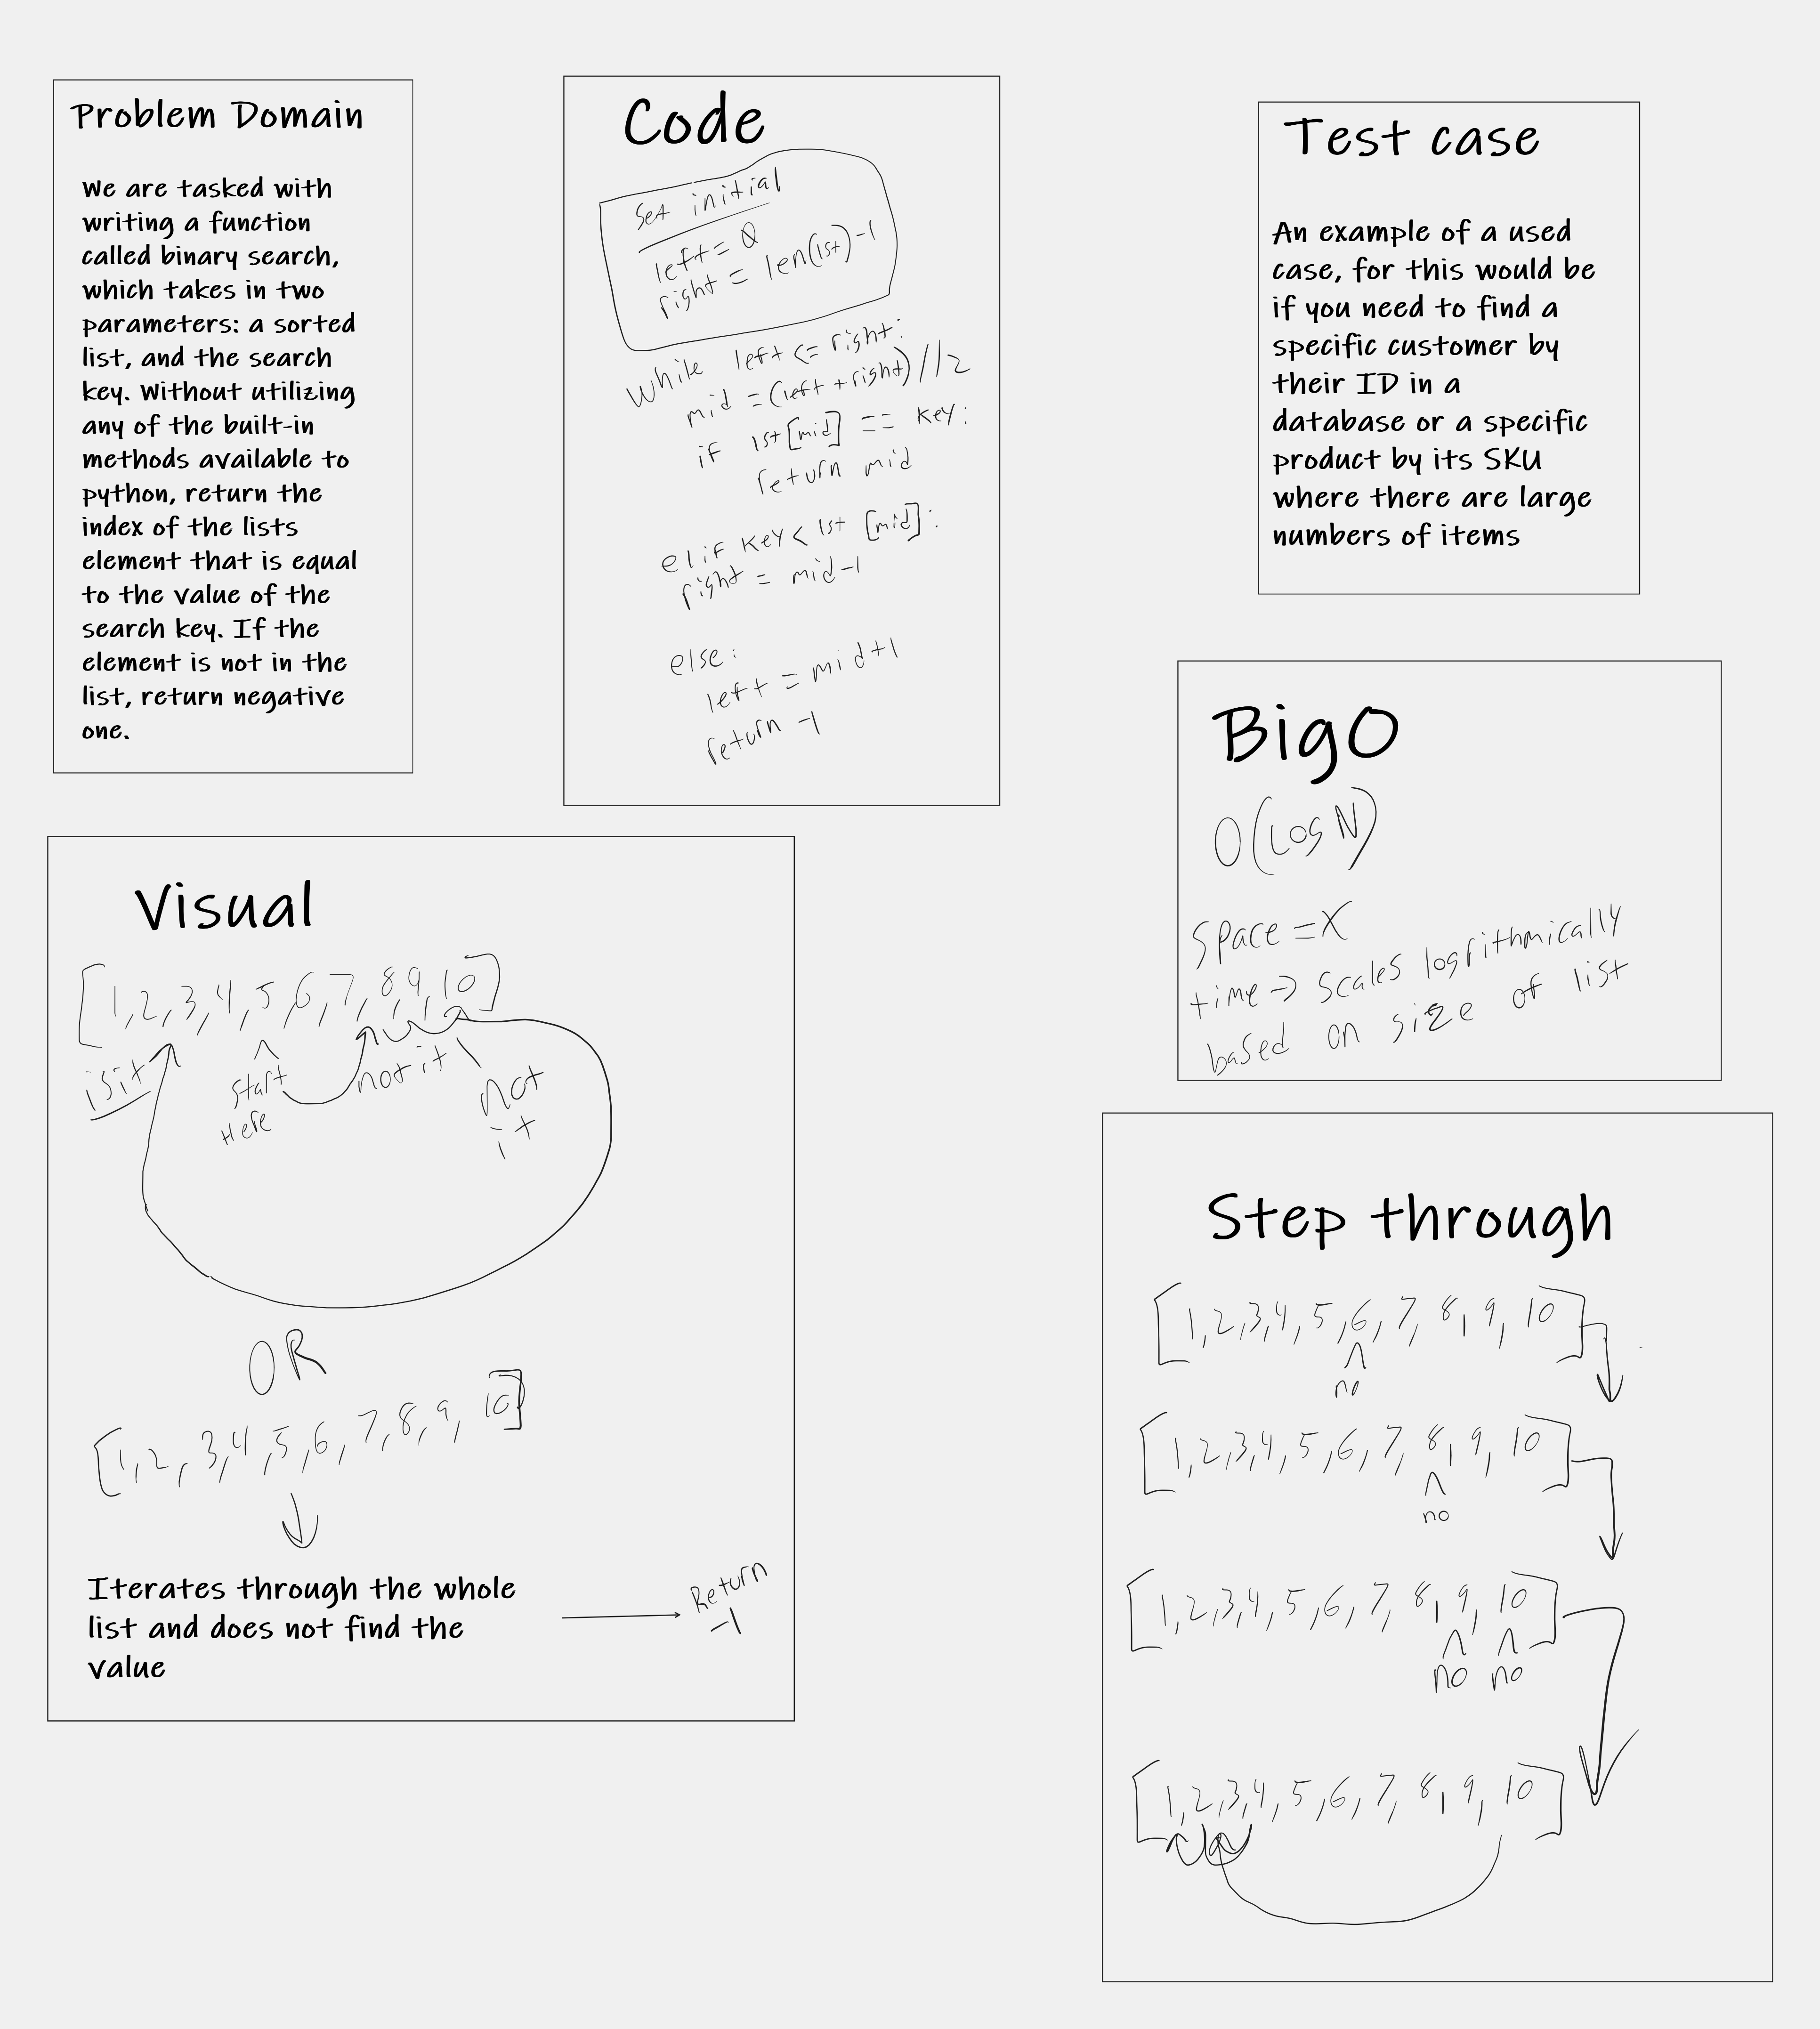 Problem Domain
We are tasked with
writing a function
called binary search,
which takes in two
parameters: a sorted
list, and the search
key. Without utilizing
any of the built-in
methods available to
python, return the
index of the lists
element that is equal
to the value of the
search key. If the
element is not in the
list, return negative
one.
Code
Set initial
left = 0
right = len(lst)-1
While left <= right:
mid = (left + right)//2
if lst[mid] == key:
return mid
elif key < lst [mid]:
right = mid-1
else:
left = mid+1
return -1
Test case
An example of a used
case, for this would be
if you need to find a
specific customer by
their ID in a
database or a specific
product by its SKU
where there are large
numbers of items
BigO
O(LOG N)
Space = X
time -> Scales logrithmically
based on size of list
Visual
[1,2,3,4,5,6,7,8,9,10]
isit
Start
Here
not it
not
it
OR
[1,2,3,4,5,6,7,8,9,10]
Iterates through the whole
list and does not find the
value
Return
-1
Step through
[1,2,3,4,5,6,7,8,9,10]
no
[1,2,3,4,5,6,7,8,9,10]
no
[1,2,3,4,5,6,7,8,9,10]
no no
[1,2,3,4,5,6,7,8,9,10]